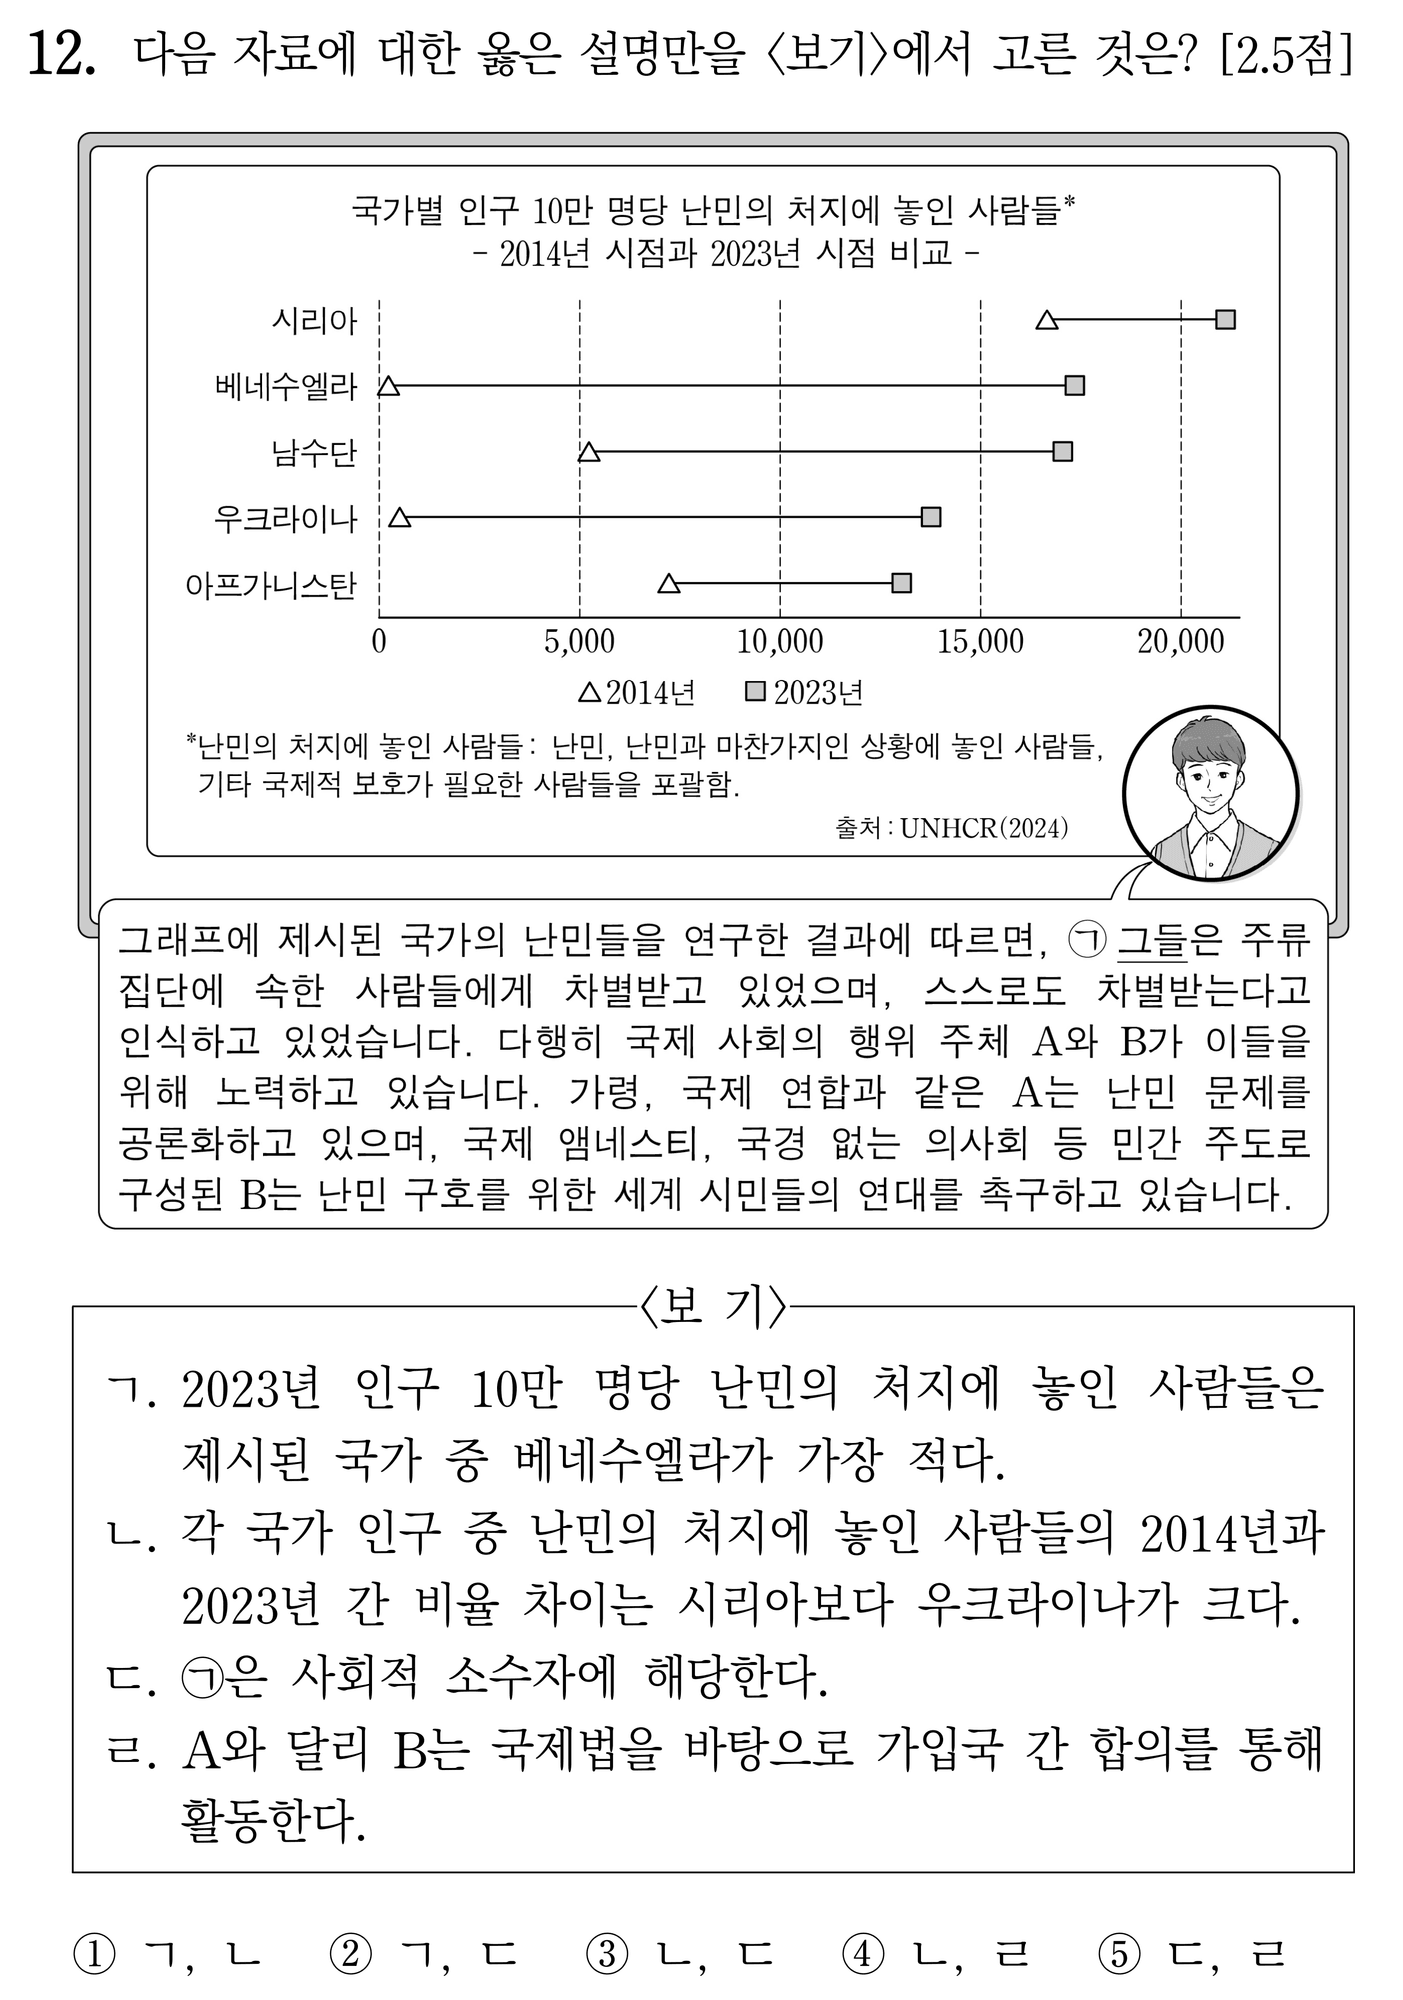 12. 다음 자료에 대한 옳은 설명만을 〈보기〉에서 고른 것은? [2.5점]
국가별 인구 10만 명당 난민의 처지에 놓인 사람들*
- 2014년 시점과 2023년 시점 비교 -
시리아
베네수엘라
남수단
우크라이나
아프가니스탄
0 5,000 10,000 15,000 20,000
△2014년 ■2023년
*난민의 처지에 놓인 사람들: 난민, 난민과 마찬가지인 상황에 놓인 사람들,
기타 국제적 보호가 필요한 사람들을 포괄함.
출처: UNHCR(2024)
그래프에 제시된 국가의 난민들을 연구한 결과에 따르면, ㉠ 그들은 주류
집단에 속한 사람들에게 차별받고 있었으며, 스스로도 차별받는다고
인식하고 있었습니다. 다행히 국제 사회의 행위 주체 A와 B가 이들을
위해 노력하고 있습니다. 가령, 국제 연합과 같은 A는 난민 문제를
공론화하고 있으며, 국제 앰네스티, 국경 없는 의사회 등 민간 주도로
구성된 B는 난민 구호를 위한 세계 시민들의 연대를 촉구하고 있습니다.
〈보 기〉
ㄱ. 2023년 인구 10만 명당 난민의 처지에 놓인 사람들은
제시된 국가 중 베네수엘라가 가장 적다.
ㄴ. 각 국가 인구 중 난민의 처지에 놓인 사람들의 2014년과
2023년 간 비율 차이는 시리아보다 우크라이나가 크다.
ㄷ. ㉠은 사회적 소수자에 해당한다.
ㄹ. A와 달리 B는 국제법을 바탕으로 가입국 간 합의를 통해
활동한다.
① ㄱ, ㄴ ② ㄱ, ㄷ ③ ㄴ, ㄷ ④ ㄴ, ㄹ ⑤ ㄷ, ㄹ